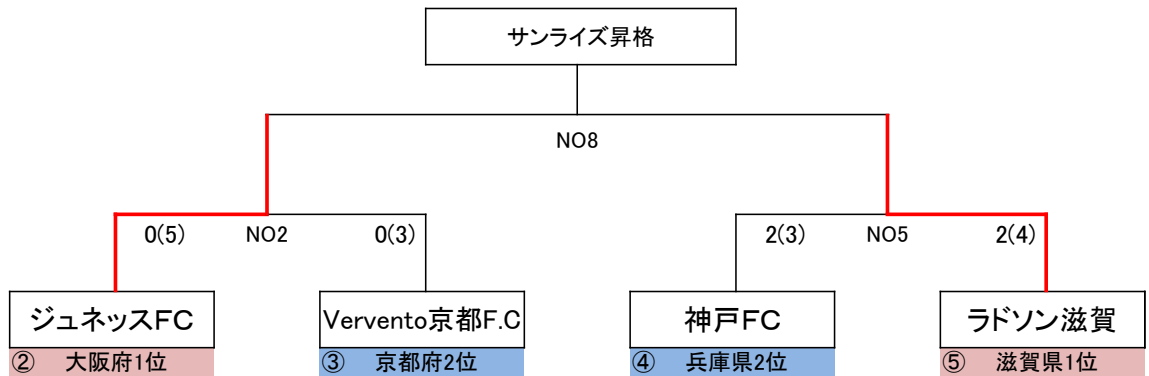 サンライズ昇格
NO8
0(5) NO2 0(3) 2(3) NO5 2(4)
ジュネッスFC Vervento京都F.C 神戸FC ラドソン滋賀
② 大阪府1位 ③ 京都府2位 ④ 兵庫県2位 ⑤ 滋賀県1位